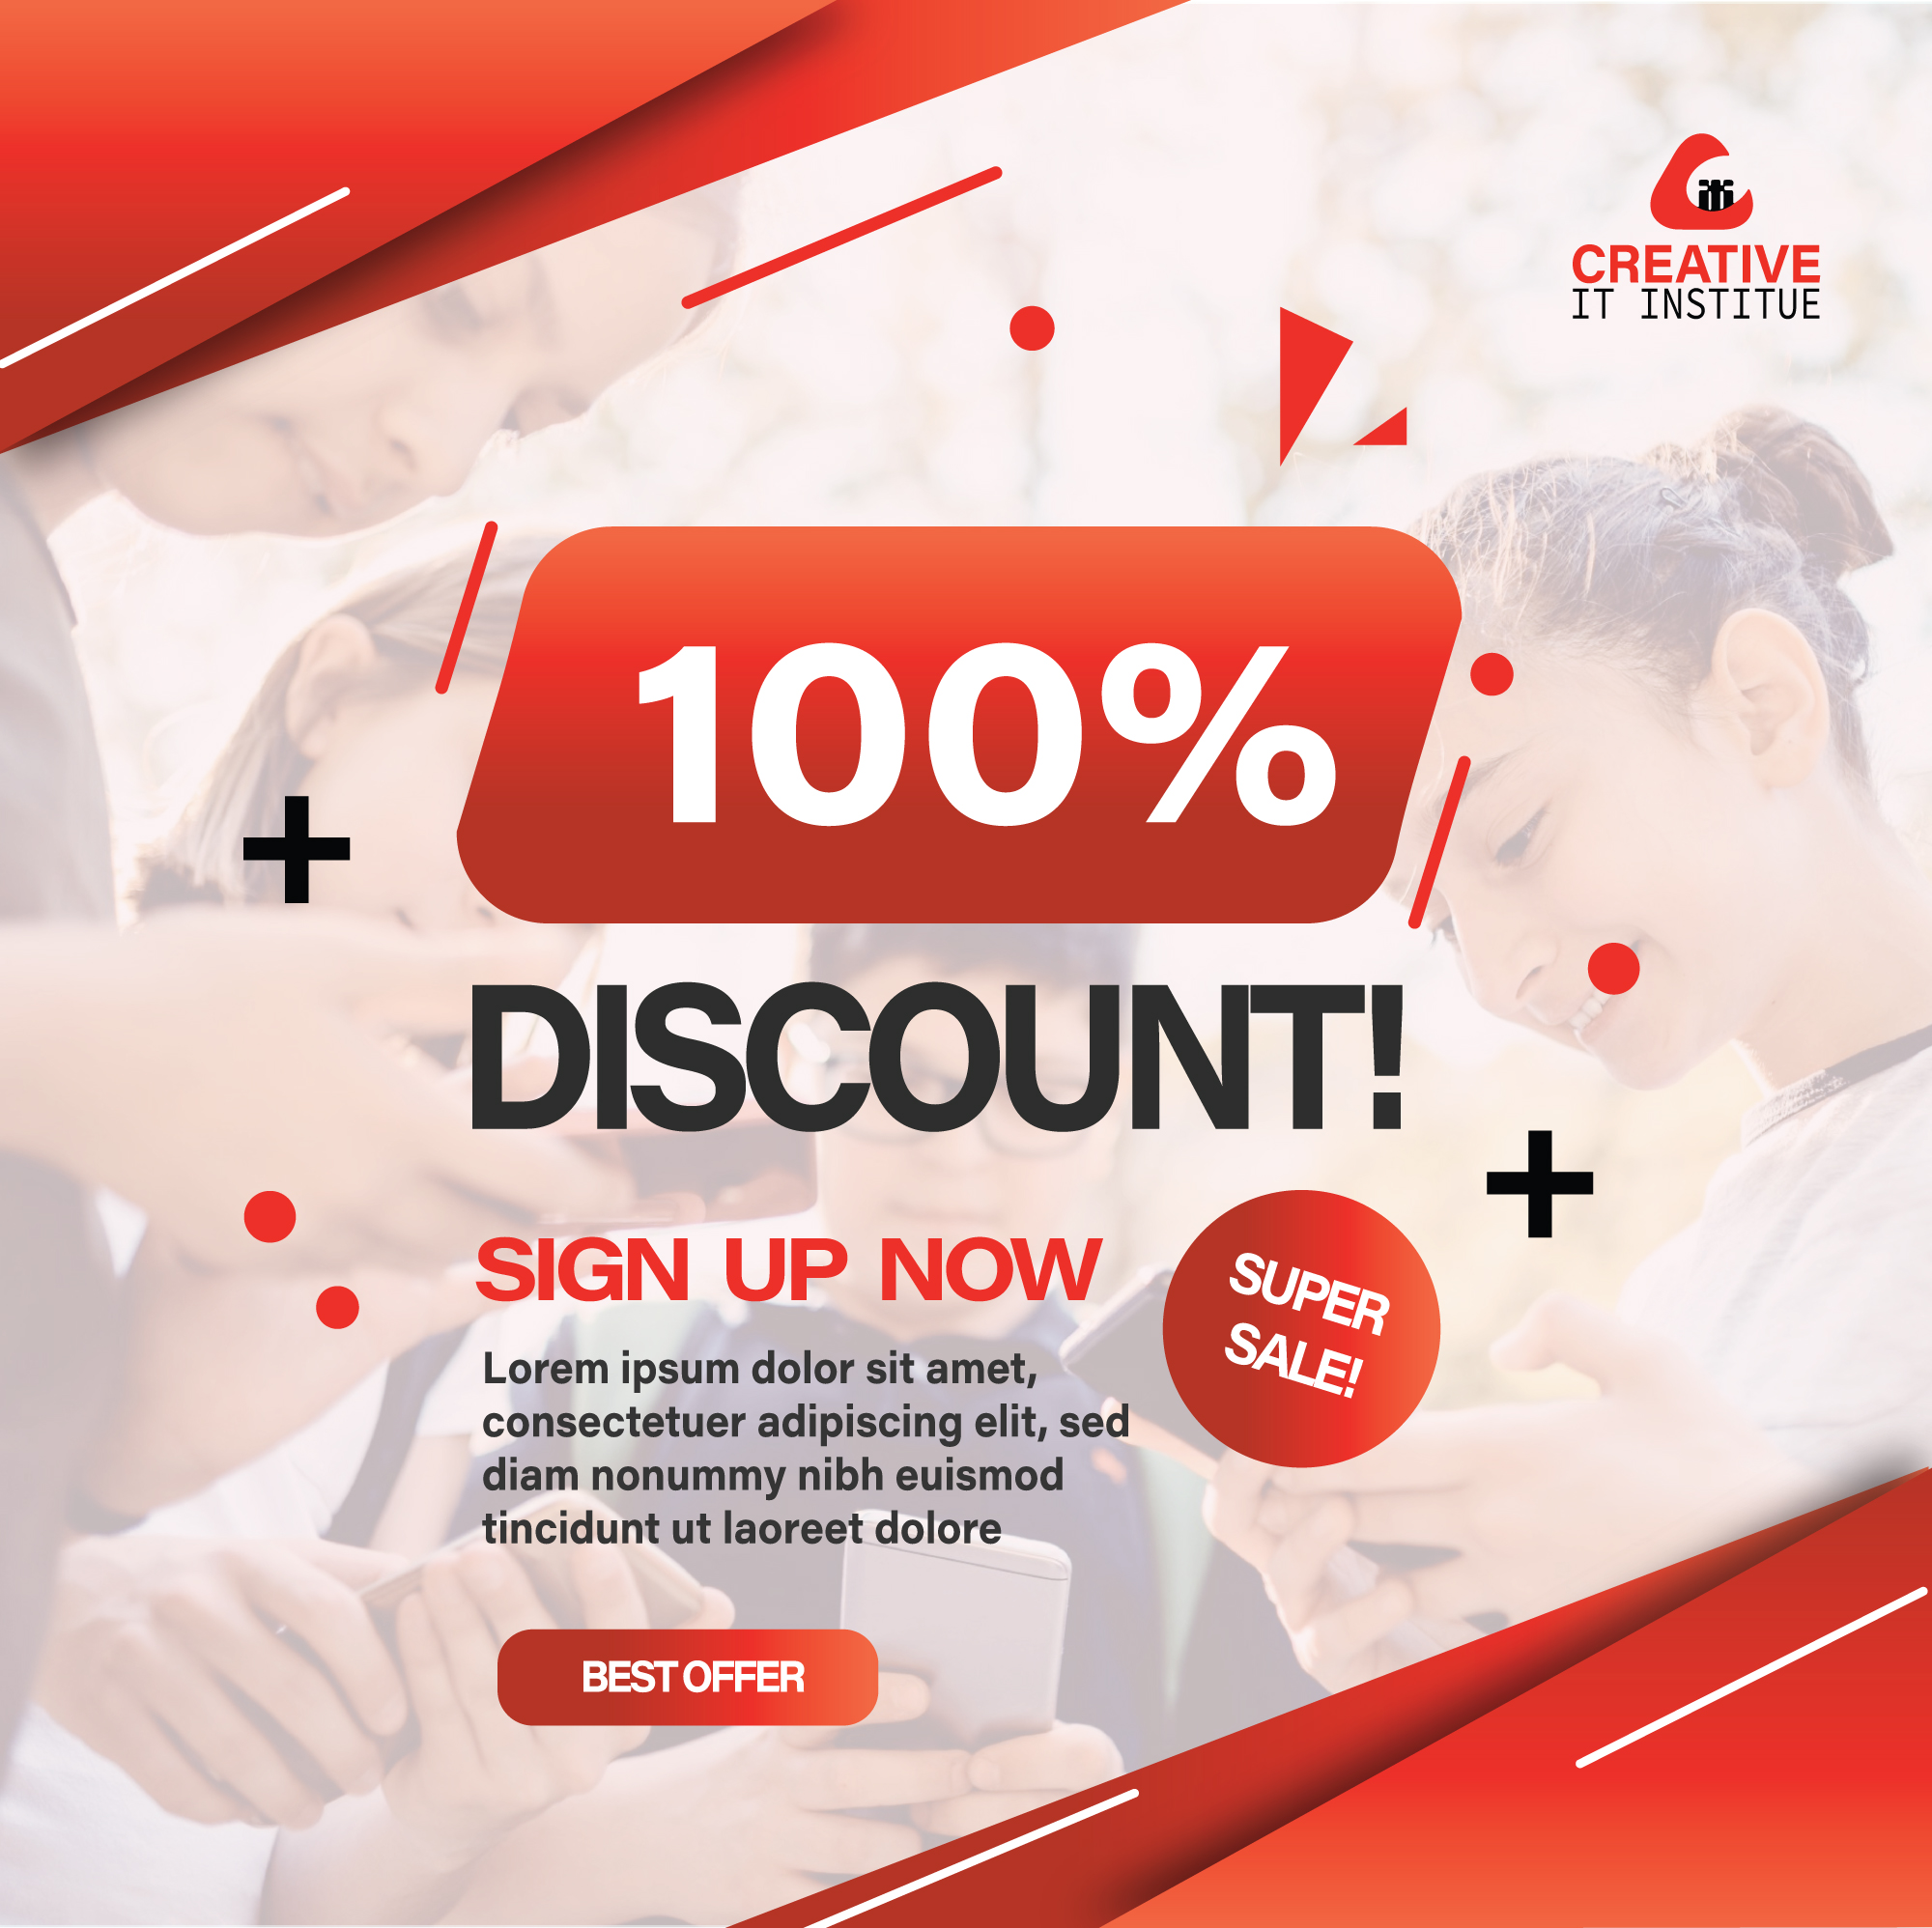 CREATIVE
IT INSTITUE
100%
DISCOUNT!
SIGN UP NOW
SUPER
SALE!
Lorem ipsum dolor sit amet,
consectetuer adipiscing elit, sed
diam nonummy nibh euismod
tincidunt ut laoreet dolore
BEST OFFER